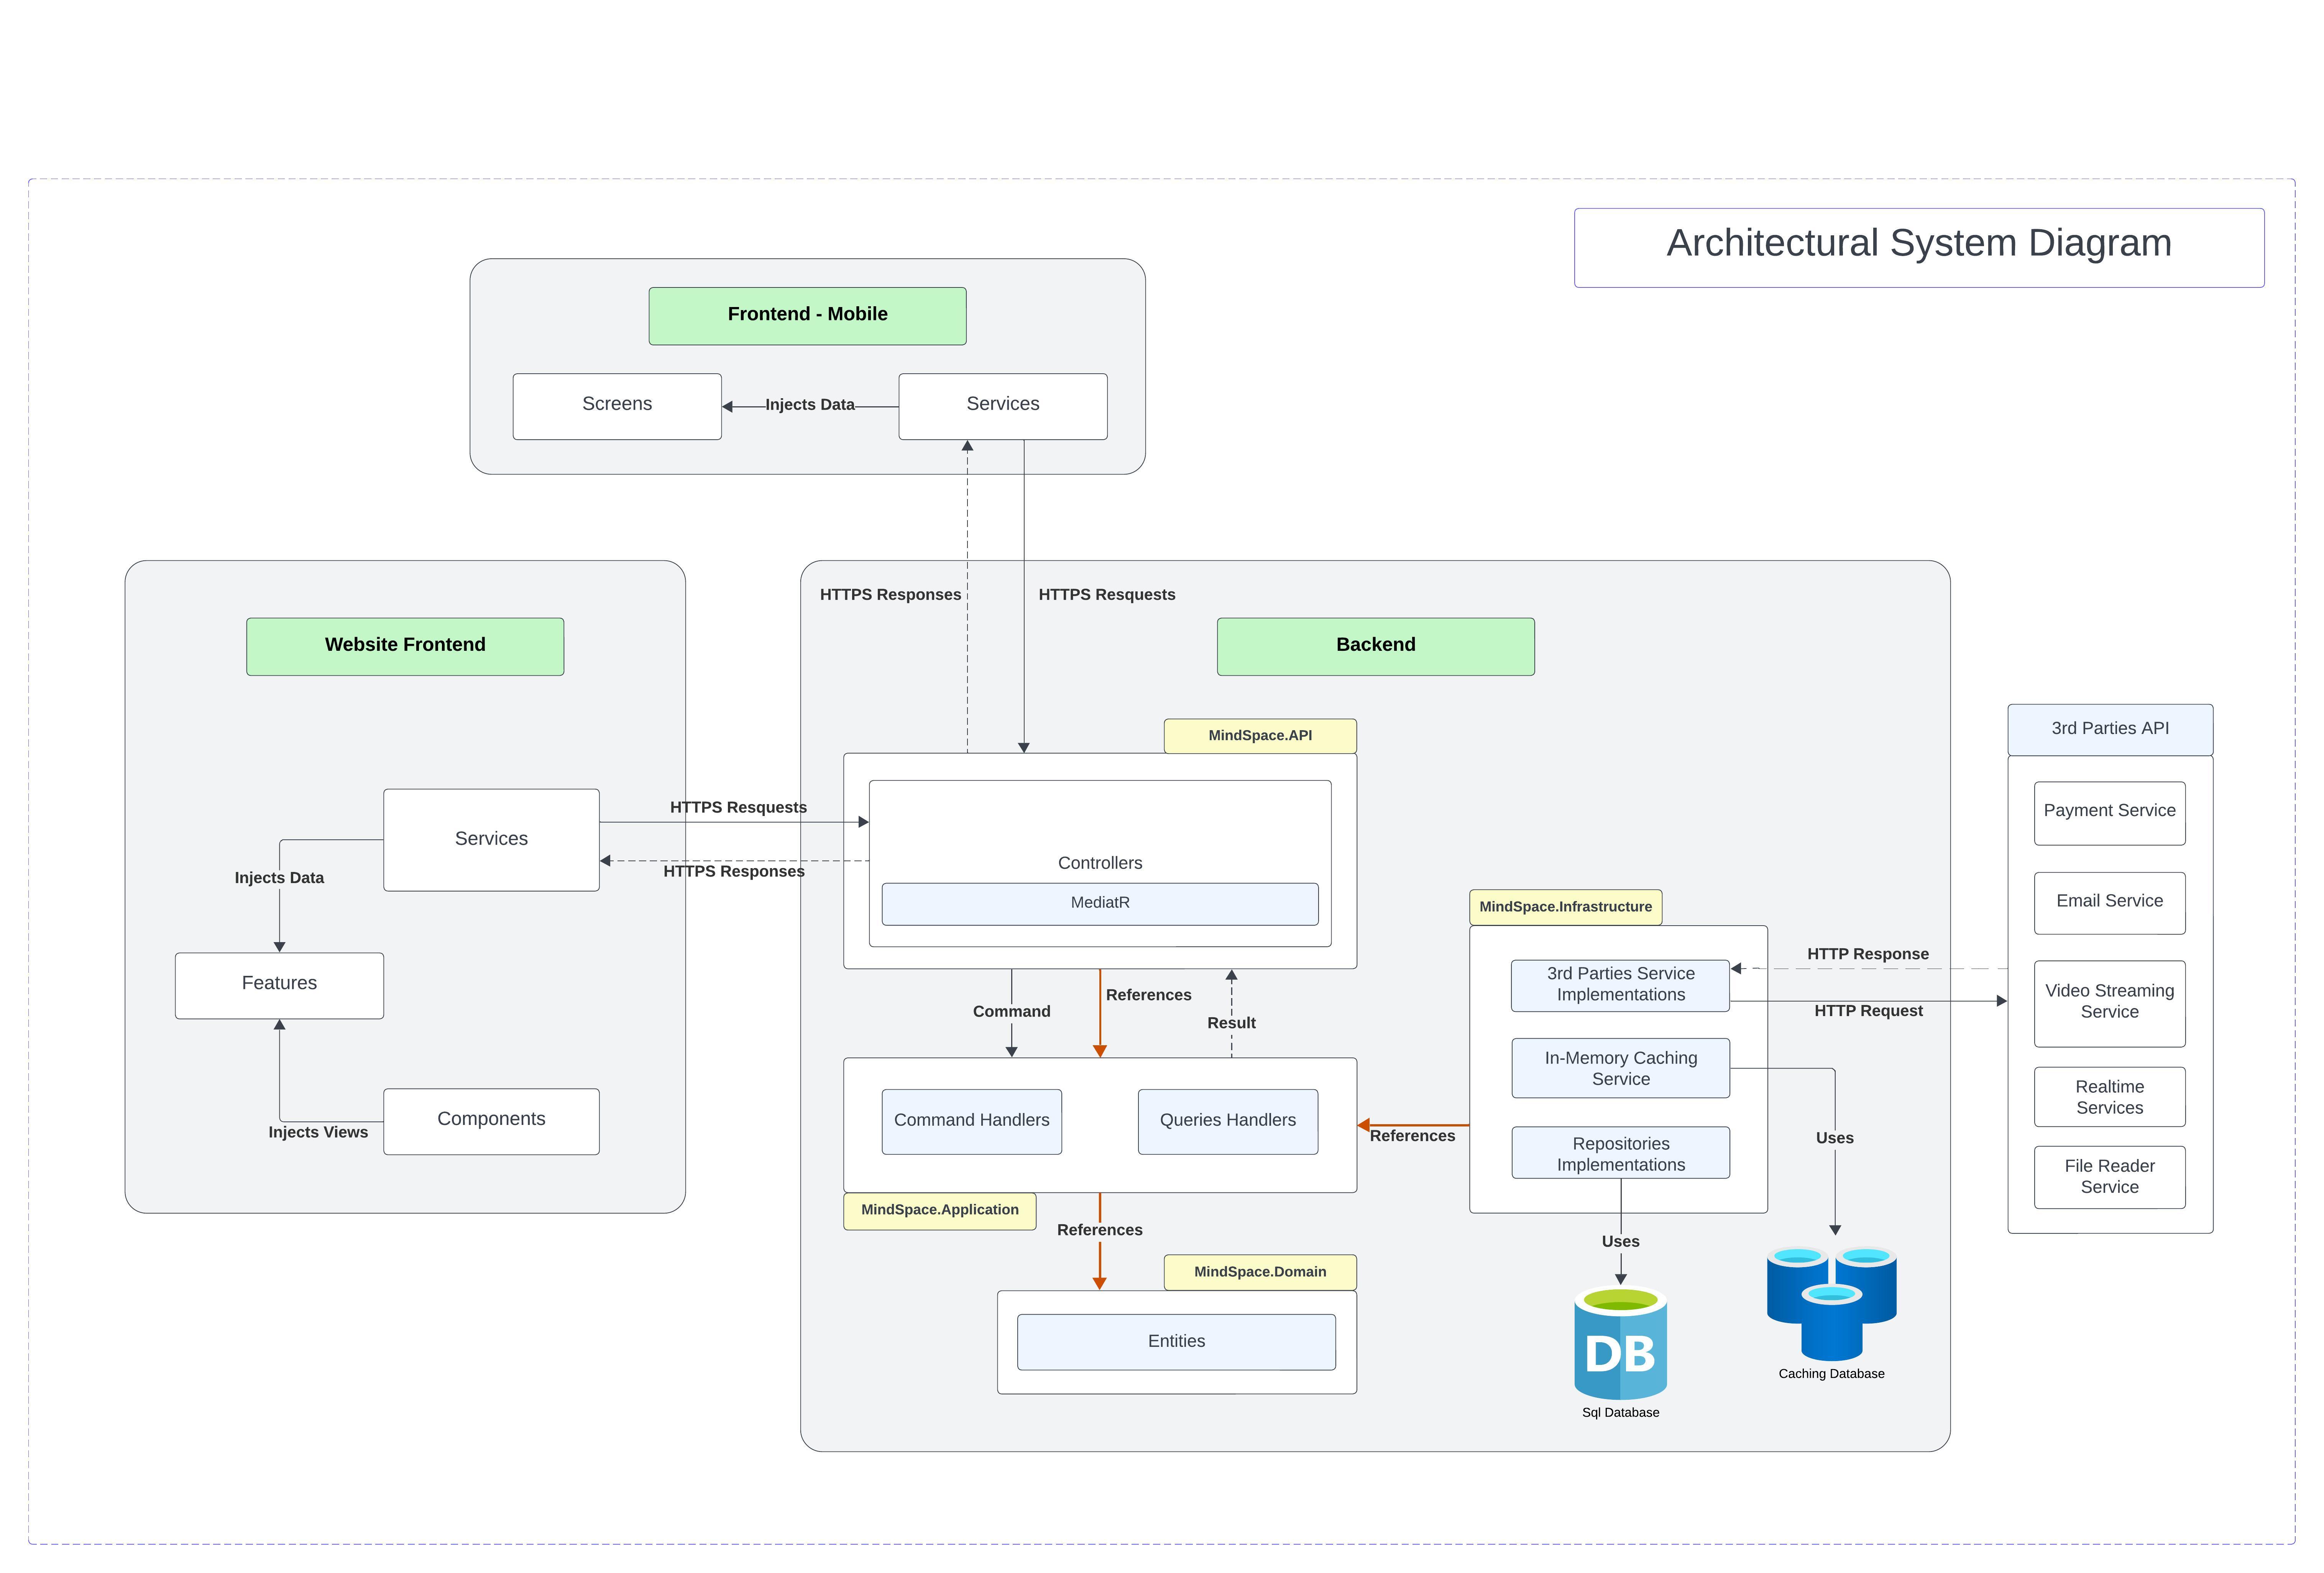 Architectural System Diagram
Frontend - Mobile
Screens
Injects Data
Services
HTTPS Responses
HTTPS Resquests
Website Frontend
Services
Injects Data
Features
Components
Injects Views
HTTPS Resquests
HTTPS Responses
Backend
MindSpace.API
Controllers
MediatR
Command
References
Result
Command Handlers
Queries Handlers
MindSpace.Application
References
MindSpace.Domain
Entities
References
MindSpace.Infrastructure
3rd Parties Service
Implementations
In-Memory Caching
Service
Repositories
Implementations
Uses
Uses
DB
Sql Database
Caching Database
HTTP Response
HTTP Request
3rd Parties API
Payment Service
Email Service
Video Streaming
Service
Realtime
Services
File Reader
Service